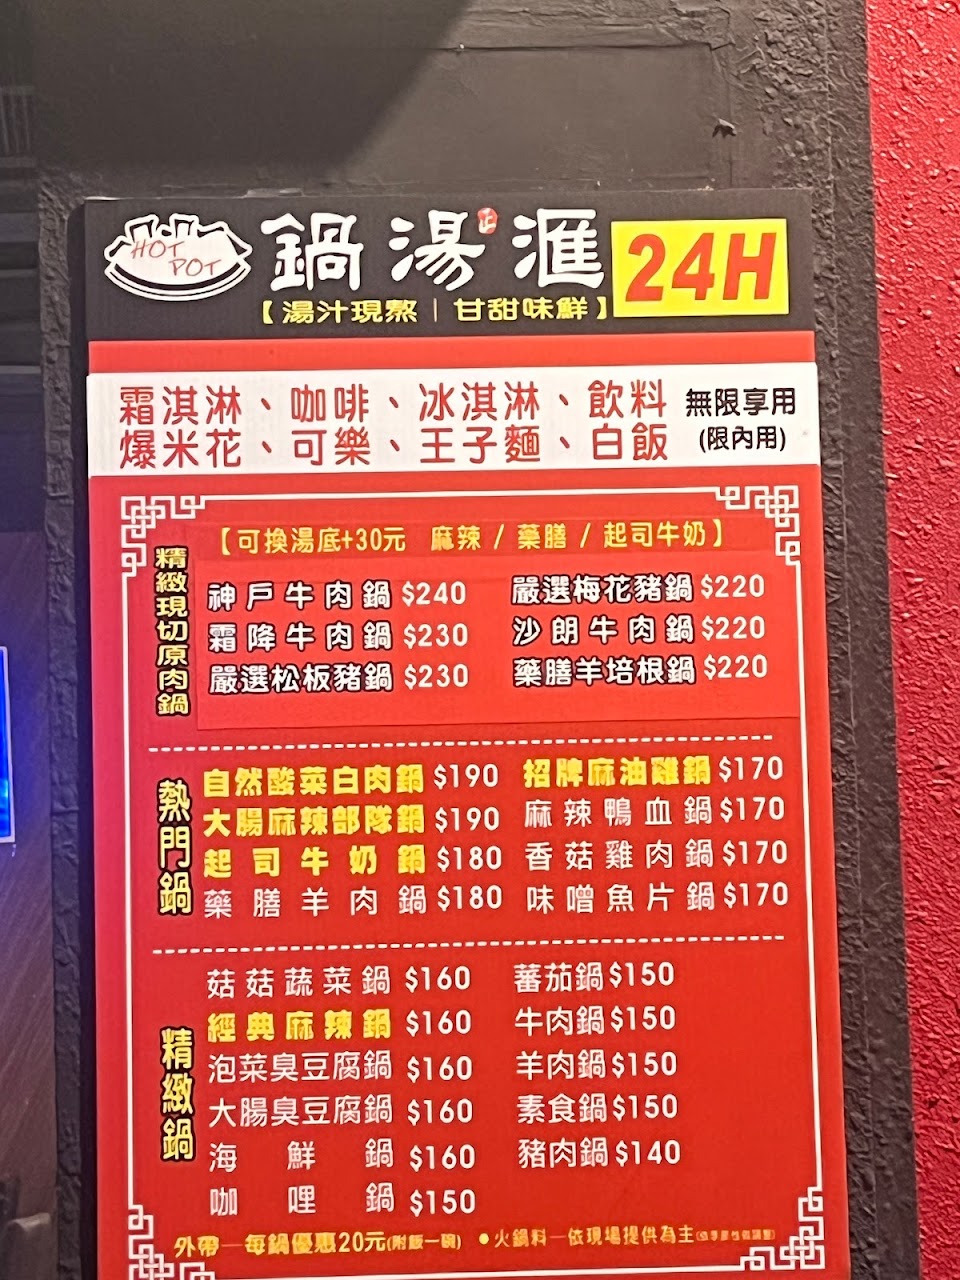 HOT
POT
鍋湯滙
正
24H
【湯汁現熬｜甘甜味鮮】
霜淇淋、咖啡、冰淇淋、飲料
爆米花、可樂、王子麵、白飯
無限享用
(限內用)
精緻現切原肉鍋
【可換湯底+30元 麻辣 / 藥膳 / 起司牛奶】
神戶牛肉鍋 $240
霜降牛肉鍋 $230
嚴選松板豬鍋 $230
嚴選梅花豬鍋 $220
沙朗牛肉鍋 $220
藥膳羊培根鍋 $220
熱門鍋
自然酸菜白肉鍋 $190
大腸麻辣部隊鍋 $190
起司牛奶鍋 $180
藥膳羊肉鍋 $180
招牌麻油雞鍋 $170
麻辣鴨血鍋 $170
香菇雞肉鍋 $170
味噌魚片鍋 $170
精緻鍋
菇菇蔬菜鍋 $160
經典麻辣鍋 $160
泡菜臭豆腐鍋 $160
大腸臭豆腐鍋 $160
海鮮鍋 $160
咖哩鍋 $150
蕃茄鍋 $150
牛肉鍋 $150
羊肉鍋 $150
素食鍋 $150
豬肉鍋 $140
外帶—每鍋優惠20元(附飯一碗) ●火鍋料—依現場提供為主